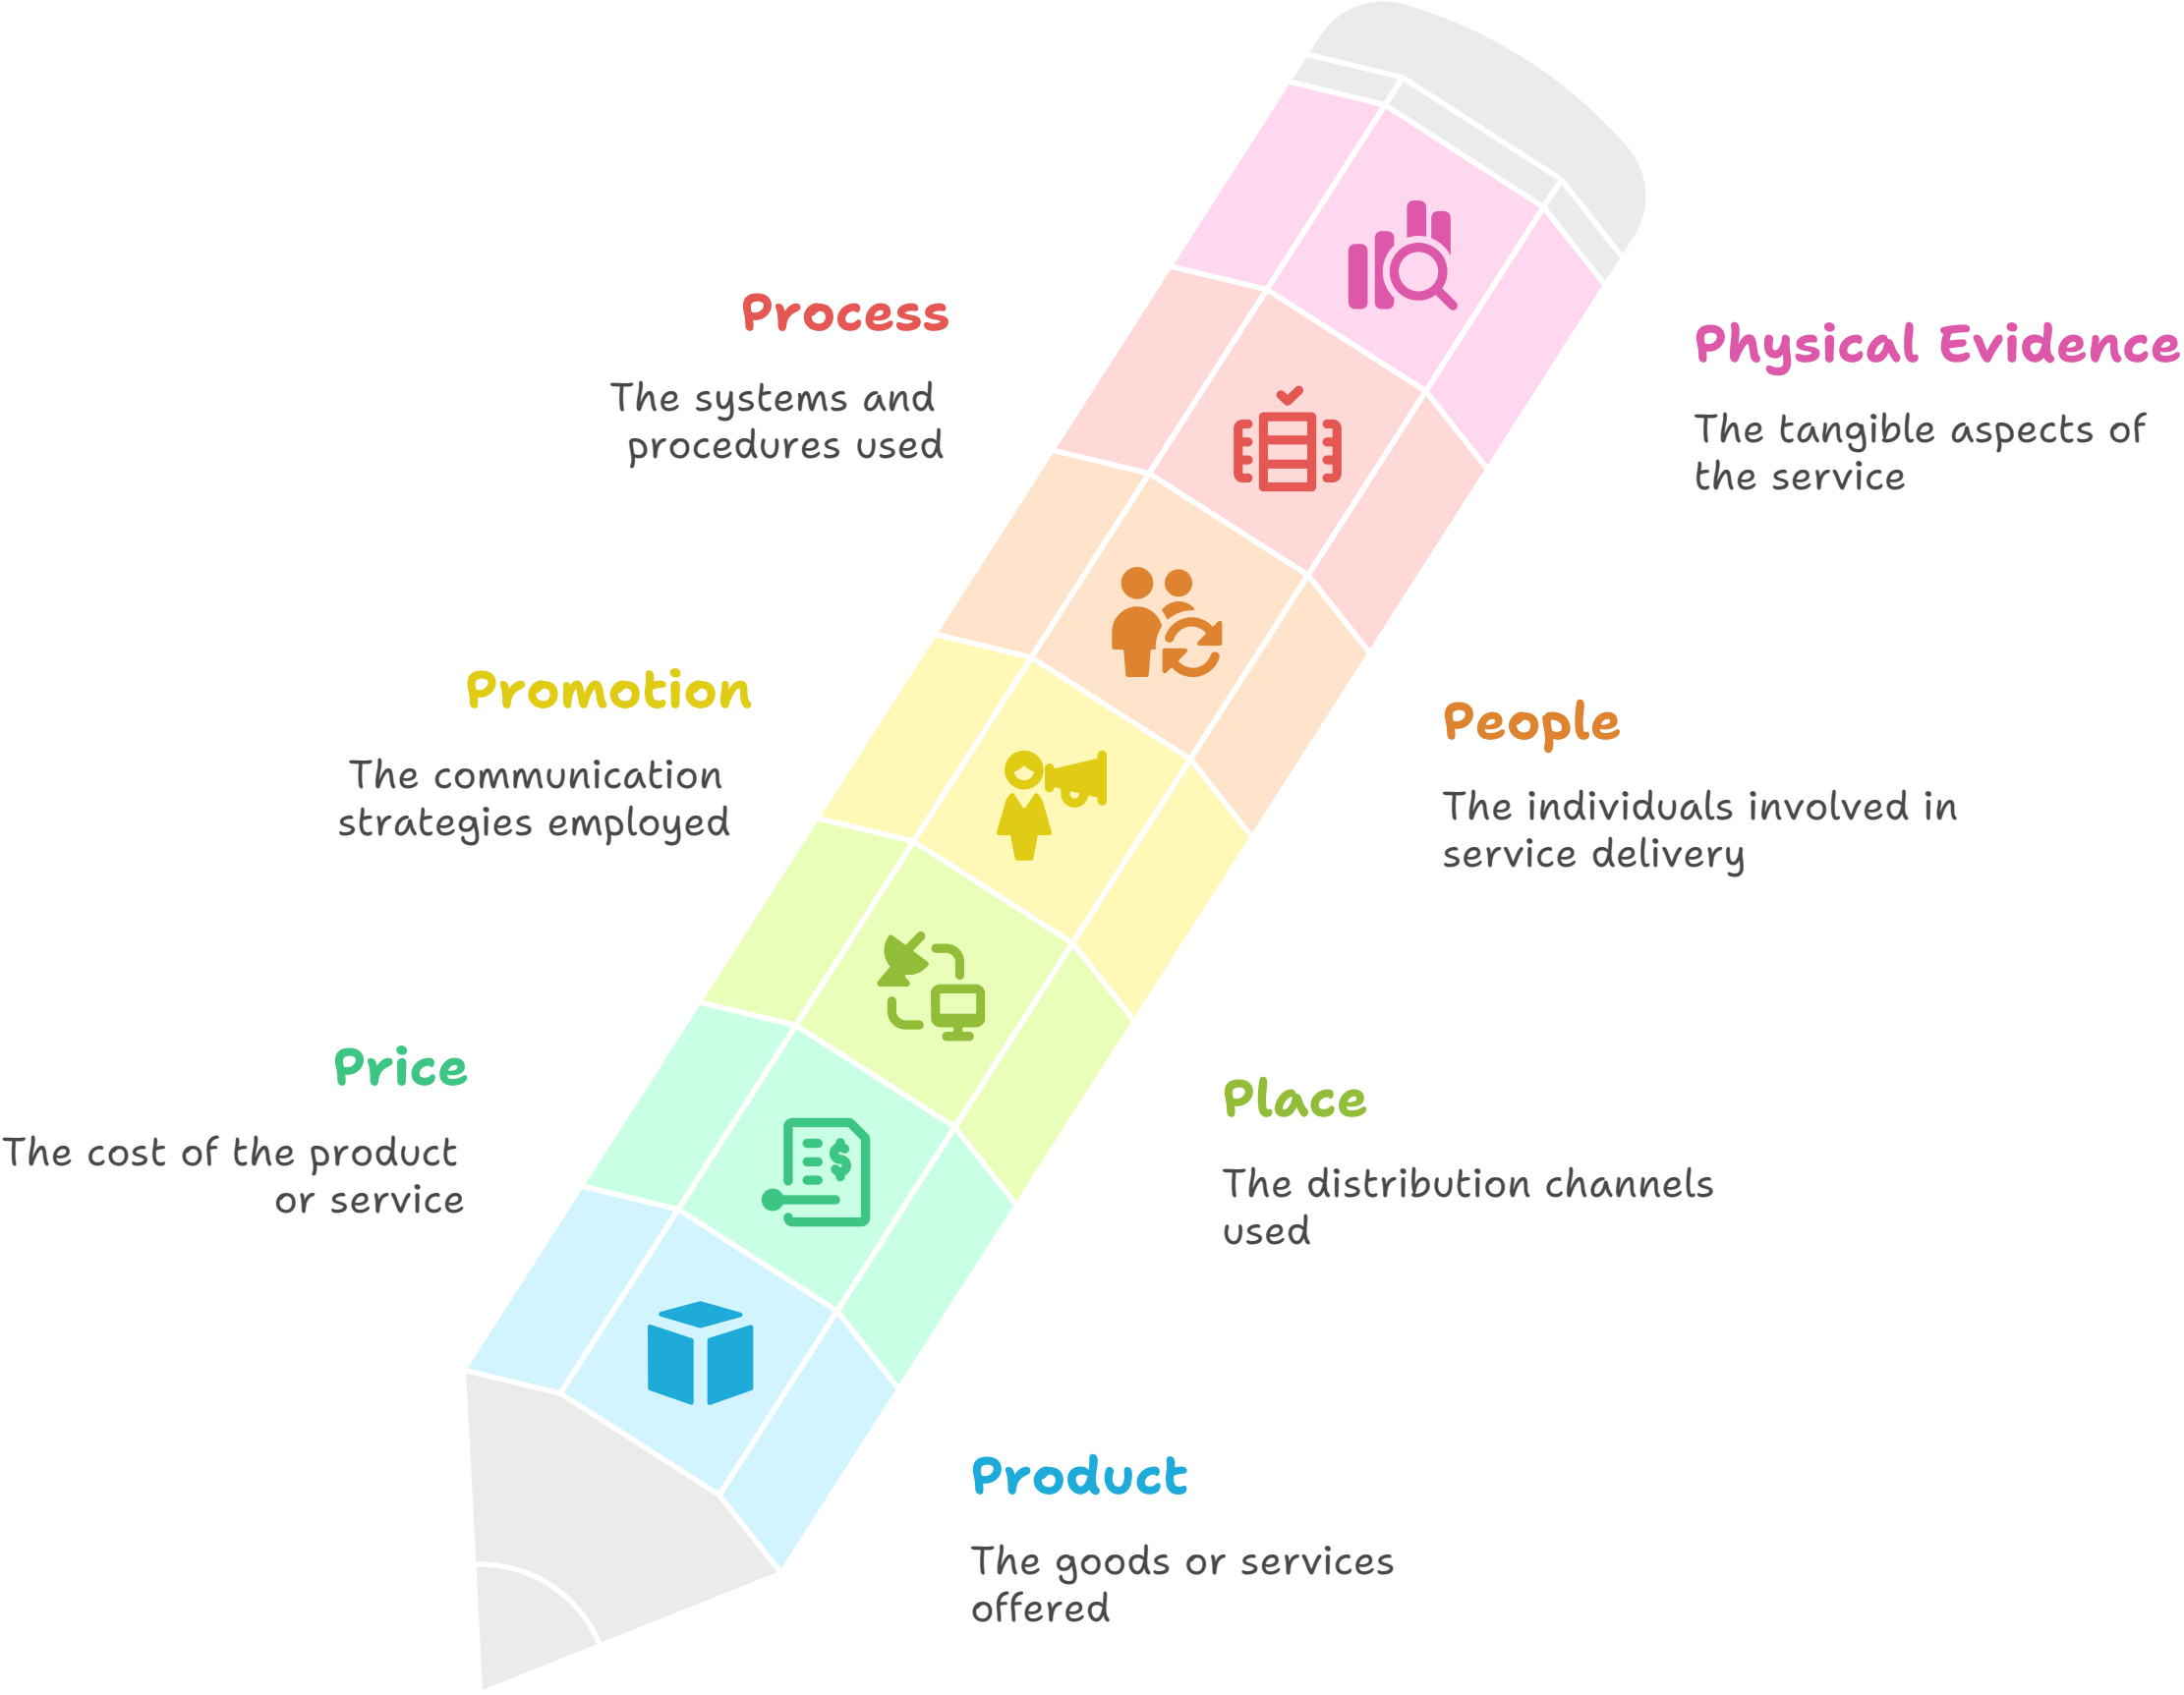 Process
The systems and
procedures used
Physical Evidence
The tangible aspects of
the service
Promotion
The communication
strategies employed
People
The individuals involved in
service delivery
Price
The cost of the product
or service
Place
The distribution channels
used
$
Product
The goods or services
offered